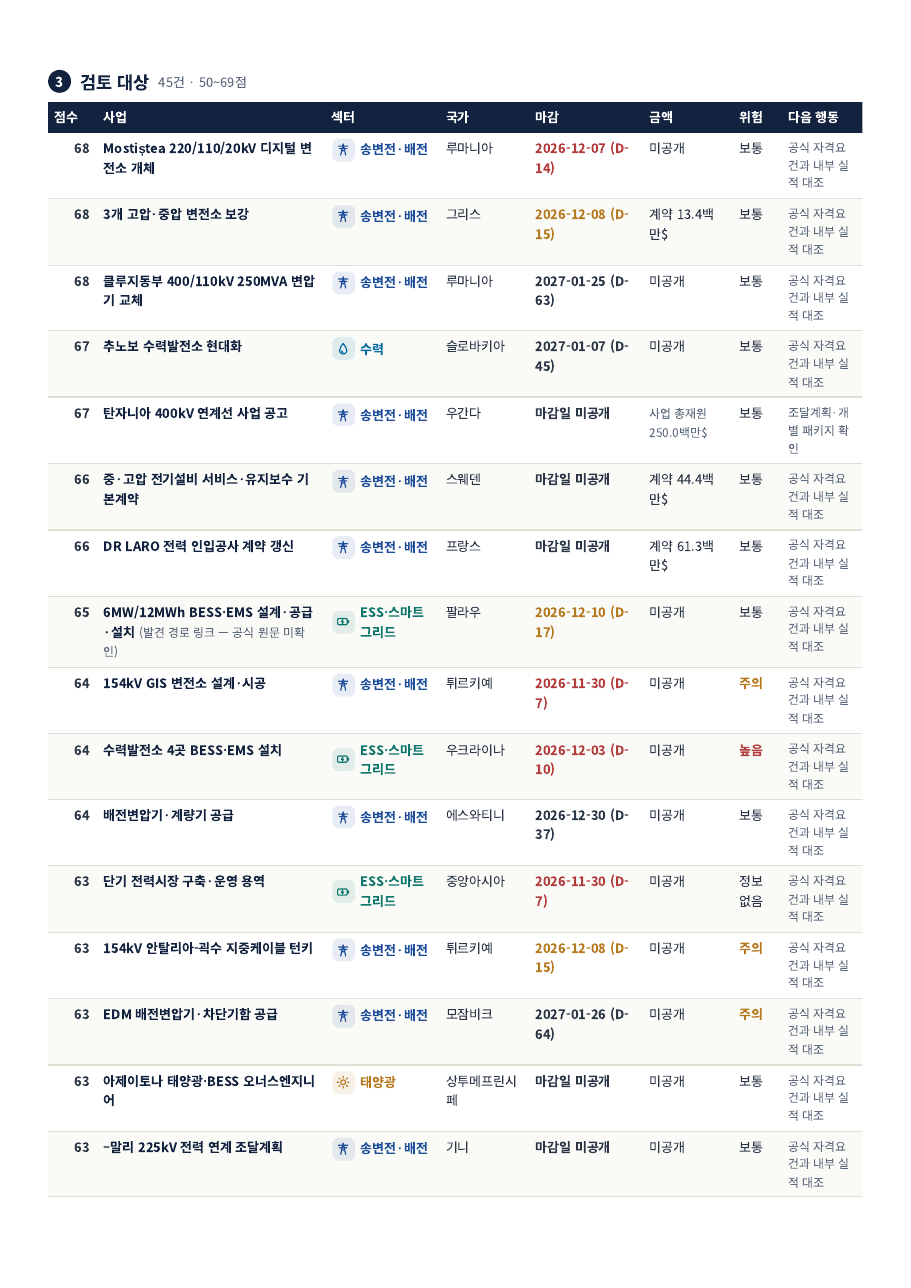 3 검토 대상 45건 · 50~69점
점수 사업 섹터 국가 마감 금액 위험 다음 행동
68 Mostiștea 220/110/20kV 디지털 변전소 개체 송변전·배전 루마니아 2026-12-07 (D-14) 미공개 보통 공식 자격요건과 내부 실적 대조
68 3개 고압·중압 변전소 보강 송변전·배전 그리스 2026-12-08 (D-15) 계약 13.4백만$ 보통 공식 자격요건과 내부 실적 대조
68 클루지동부 400/110kV 250MVA 변압기 교체 송변전·배전 루마니아 2027-01-25 (D-63) 미공개 보통 공식 자격요건과 내부 실적 대조
67 추노보 수력발전소 현대화 수력 슬로바키아 2027-01-07 (D-45) 미공개 보통 공식 자격요건과 내부 실적 대조
67 탄자니아 400kV 연계선 사업 공고 송변전·배전 우간다 마감일 미공개 사업 총재원 250.0백만$ 보통 조달계획·개별 패키지 확인
66 중·고압 전기설비 서비스·유지보수 기본계약 송변전·배전 스웨덴 마감일 미공개 계약 44.4백만$ 보통 공식 자격요건과 내부 실적 대조
66 DR LARO 전력 인입공사 계약 갱신 송변전·배전 프랑스 마감일 미공개 계약 61.3백만$ 보통 공식 자격요건과 내부 실적 대조
65 6MW/12MWh BESS·EMS 설계·공급·설치 (발견 경로 링크 — 공식 원문 미확인) ESS·스마트그리드 팔라우 2026-12-10 (D-17) 미공개 보통 공식 자격요건과 내부 실적 대조
64 154kV GIS 변전소 설계·시공 송변전·배전 튀르키예 2026-11-30 (D-7) 미공개 주의 공식 자격요건과 내부 실적 대조
64 수력발전소 4곳 BESS·EMS 설치 ESS·스마트그리드 우크라이나 2026-12-03 (D-10) 미공개 높음 공식 자격요건과 내부 실적 대조
64 배전변압기·계량기 공급 송변전·배전 에스와티니 2026-12-30 (D-37) 미공개 보통 공식 자격요건과 내부 실적 대조
63 단기 전력시장 구축·운영 용역 ESS·스마트그리드 중앙아시아 2026-11-30 (D-7) 미공개 정보 없음 공식 자격요건과 내부 실적 대조
63 154kV 안탈리아-괵수 지중케이블 턴키 송변전·배전 튀르키예 2026-12-08 (D-15) 미공개 주의 공식 자격요건과 내부 실적 대조
63 EDM 배전변압기·차단기함 공급 송변전·배전 모잠비크 2027-01-26 (D-64) 미공개 주의 공식 자격요건과 내부 실적 대조
63 아제이토나 태양광·BESS 오너스엔지니어 태양광 상투메프린시페 마감일 미공개 미공개 보통 공식 자격요건과 내부 실적 대조
63 –말리 225kV 전력 연계 조달계획 송변전·배전 기니 마감일 미공개 미공개 보통 공식 자격요건과 내부 실적 대조